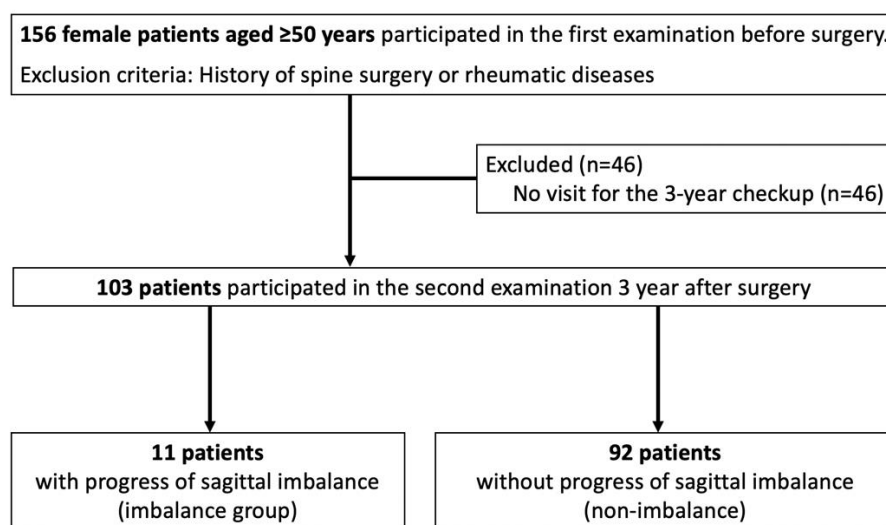 156 female patients aged ≥50 years participated in the first examination before surgery.
Exclusion criteria: History of spine surgery or rheumatic diseases
Excluded (n=46)
No visit for the 3-year checkup (n=46)
103 patients participated in the second examination 3 year after surgery
11 patients
with progress of sagittal imbalance
(imbalance group)
92 patients
without progress of sagittal imbalance
(non-imbalance)